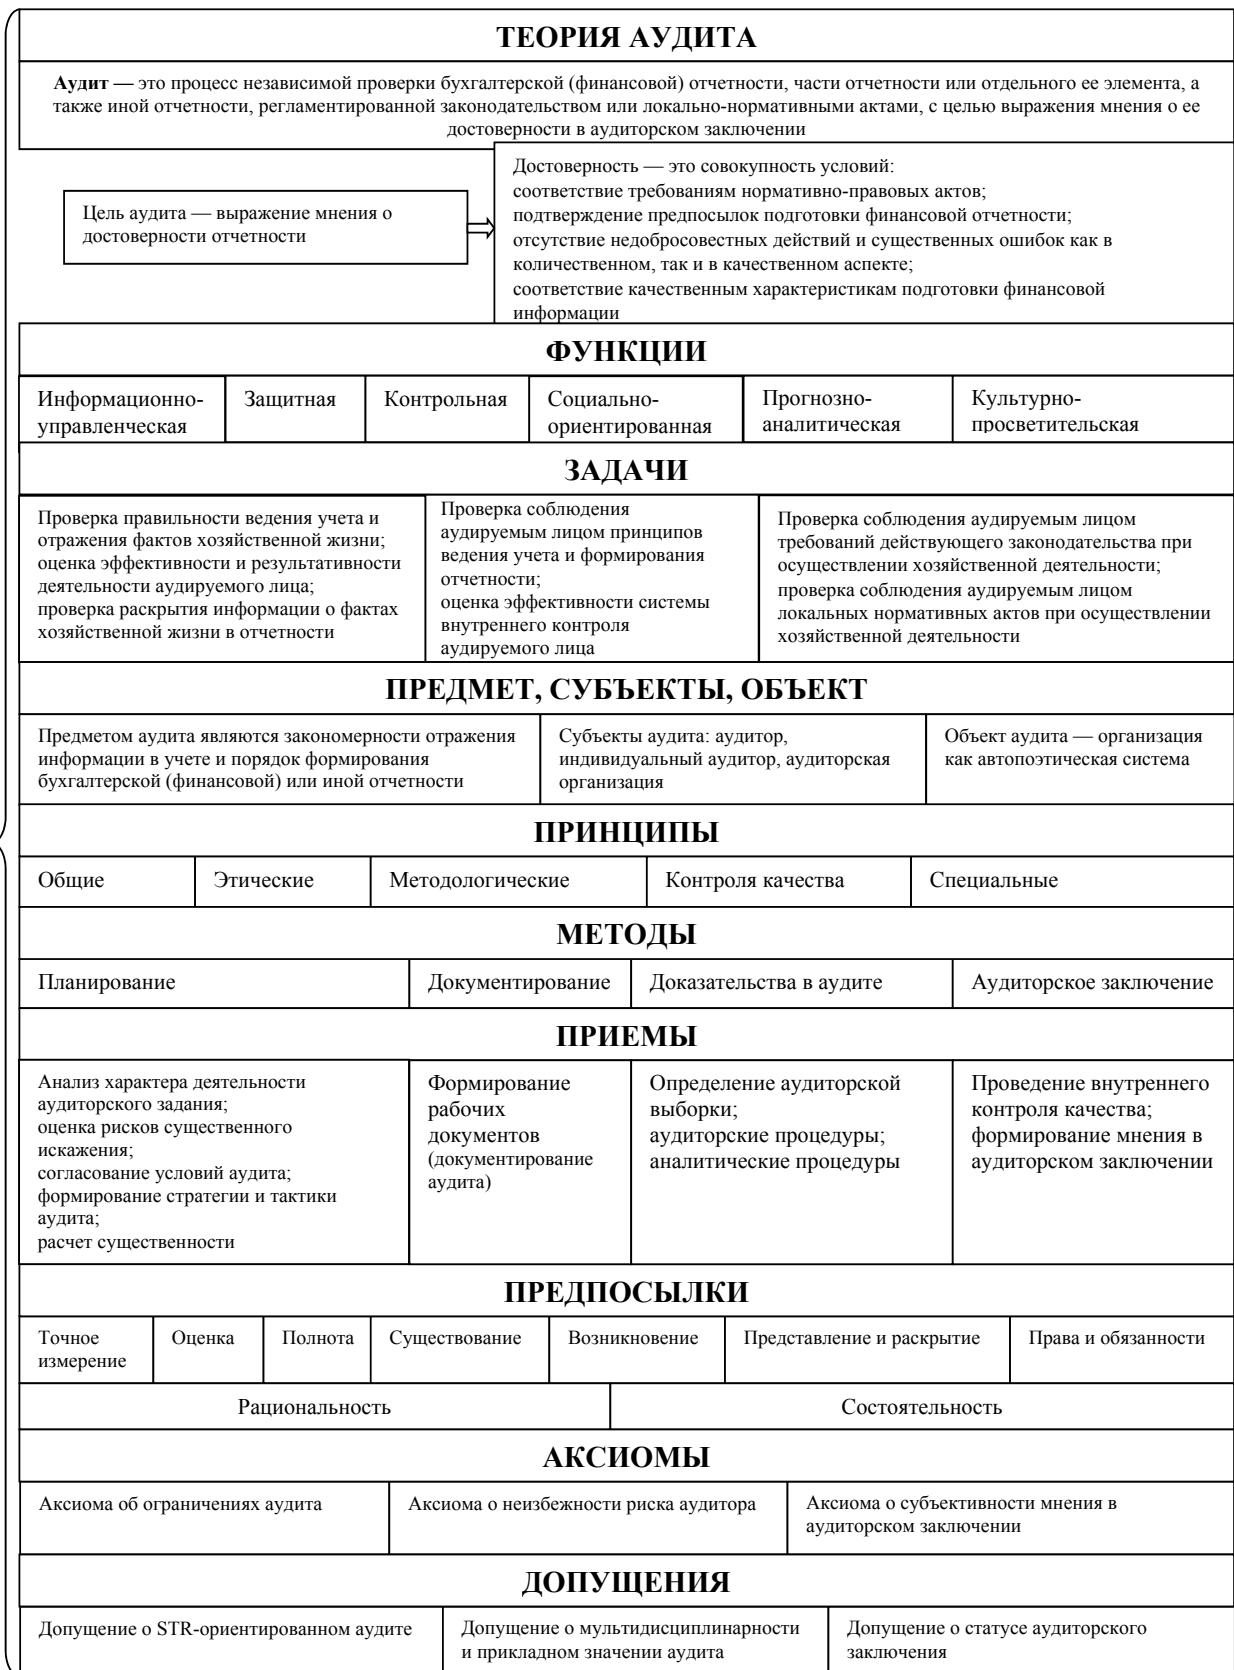 ТЕОРИЯ АУДИТА
Аудит — это процесс независимой проверки бухгалтерской (финансовой) отчетности, части отчетности или отдельного ее элемента, а
также иной отчетности, регламентированной законодательством или локально-нормативными актами, с целью выражения мнения о ее
достоверности в аудиторском заключении
Цель аудита — выражение мнения о
достоверности отчетности
Достоверность — это совокупность условий:
соответствие требованиям нормативно-правовых актов;
подтверждение предпосылок подготовки финансовой отчетности;
отсутствие недобросовестных действий и существенных ошибок как в
количественном, так и в качественном аспекте;
соответствие качественным характеристикам подготовки финансовой
информации
ФУНКЦИИ
Информационно-
управленческая
Защитная
Контрольная
Социально-
ориентированная
Прогнозно-
аналитическая
Культурно-
просветительская
ЗАДАЧИ
Проверка правильности ведения учета и
отражения фактов хозяйственной жизни;
оценка эффективности и результативности
деятельности аудируемого лица;
проверка раскрытия информации о фактах
хозяйственной жизни в отчетности
Проверка соблюдения
аудируемым лицом принципов
ведения учета и формирования
отчетности;
оценка эффективности системы
внутреннего контроля
аудируемого лица
Проверка соблюдения аудируемым лицом
требований действующего законодательства при
осуществлении хозяйственной деятельности;
проверка соблюдения аудируемым лицом
локальных нормативных актов при осуществлении
хозяйственной деятельности
ПРЕДМЕТ, СУБЪЕКТЫ, ОБЪЕКТ
Предметом аудита являются закономерности отражения
информации в учете и порядок формирования
бухгалтерской (финансовой) или иной отчетности
Субъекты аудита: аудитор,
индивидуальный аудитор, аудиторская
организация
Объект аудита — организация
как автопоэтическая система
ПРИНЦИПЫ
Общие
Этические
Методологические
Контроля качества
Специальные
МЕТОДЫ
Планирование
Документирование
Доказательства в аудите
Аудиторское заключение
ПРИЕМЫ
Анализ характера деятельности
аудиторского задания;
оценка рисков существенного
искажения;
согласование условий аудита;
формирование стратегии и тактики
аудита;
расчет существенности
Формирование
рабочих
документов
(документирование
аудита)
Определение аудиторской
выборки;
аудиторские процедуры;
аналитические процедуры
Проведение внутреннего
контроля качества;
формирование мнения в
аудиторском заключении
ПРЕДПОСЫЛКИ
Точное
измерение
Оценка
Полнота
Существование
Возникновение
Представление и раскрытие
Права и обязанности
Рациональность
Состоятельность
АКСИОМЫ
Аксиома об ограничениях аудита
Аксиома о неизбежности риска аудитора
Аксиома о субъективности мнения в
аудиторском заключении
ДОПУЩЕНИЯ
Допущение о STR-ориентированном аудите
Допущение о мультидисциплинарности
и прикладном значении аудита
Допущение о статусе аудиторского
заключения